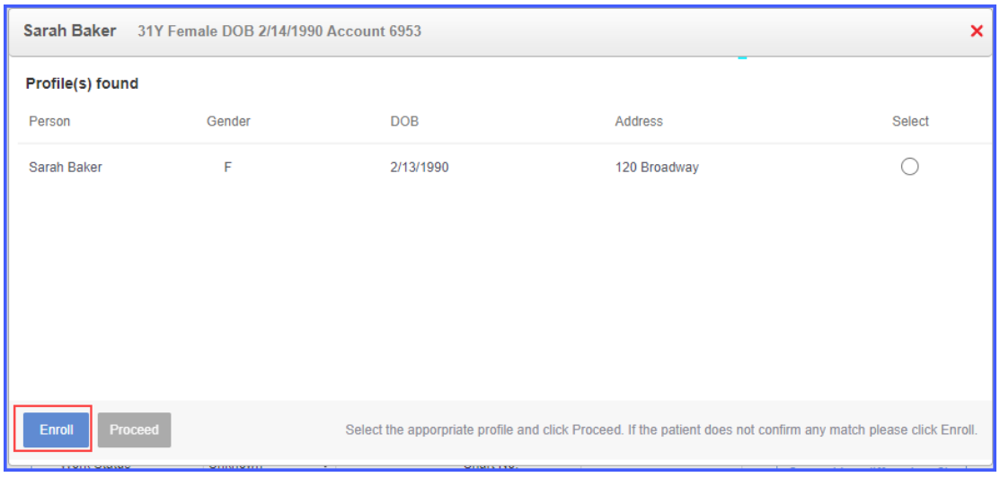 Sarah Baker 31Y Female DOB 2/14/1990 Account 6953
Profile(s) found
Person Gender DOB Address Select
Sarah Baker F 2/13/1990 120 Broadway
Enroll Proceed Select the apporpriate profile and click Proceed. If the patient does not confirm any match please click Enroll.